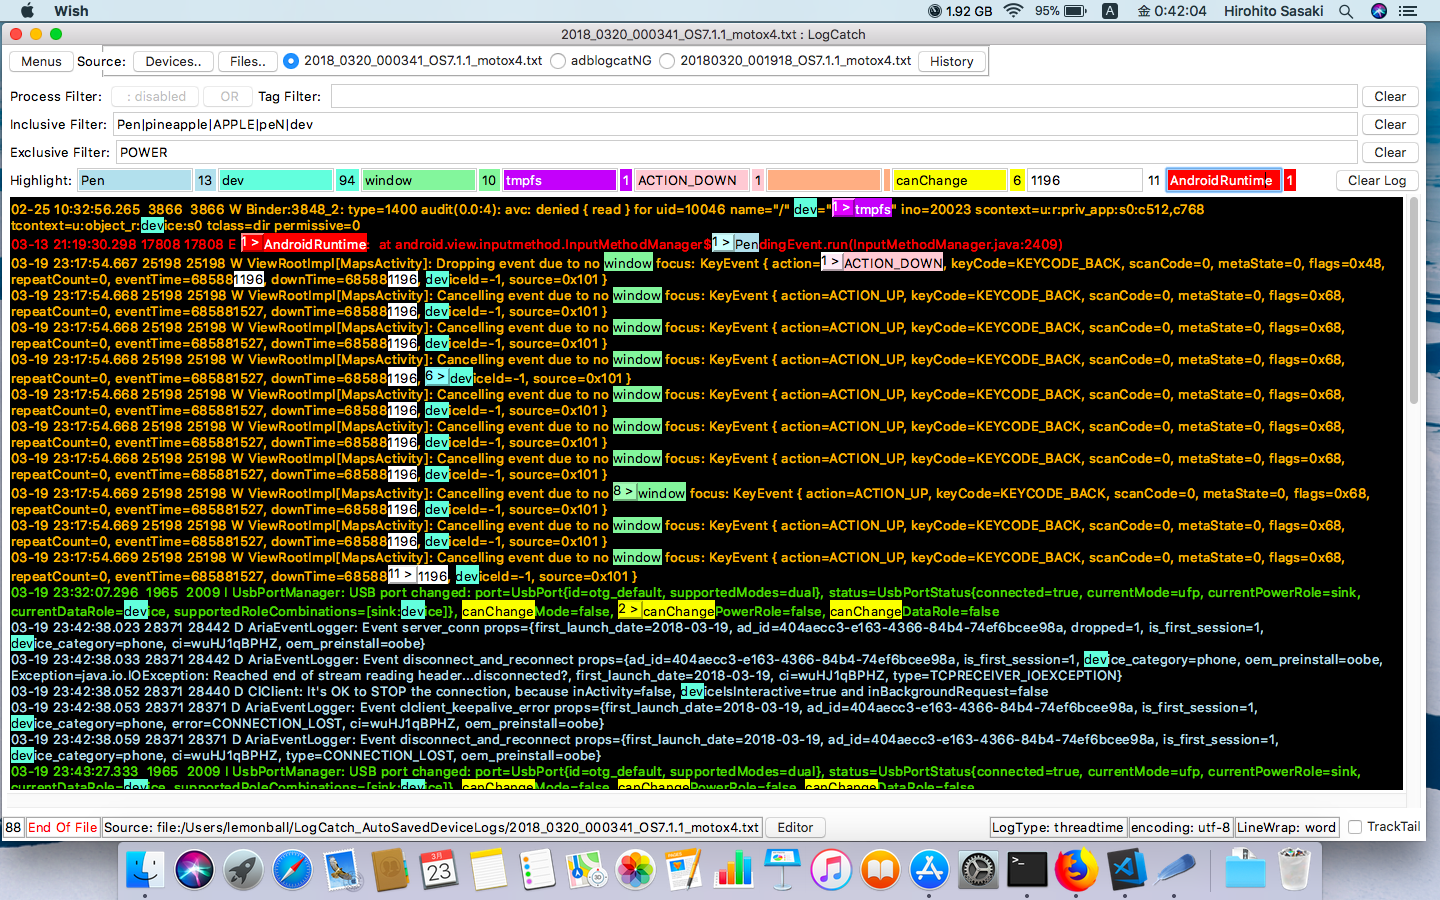 Wish
1.92 GB 95% A 金 0:42:04 Hirohito Sasaki
2018_0320_000341_OS7.1.1_motox4.txt : LogCatch
Menus Source: Devices.. Files.. 2018_0320_000341_OS7.1.1_motox4.txt adblogcatNG 20180320_001918_OS7.1.1_motox4.txt History
Process Filter: : disabled OR Tag Filter: Clear
Inclusive Filter: Pen|pineapple|APPLE|peN|dev Clear
Exclusive Filter: POWER Clear
Highlight: Pen 13 dev 94 window 10 tmpfs 1 ACTION_DOWN 1 canChange 6 1196 11 AndroidRuntime 1 Clear Log
02-25 10:32:56.265 3866 3866 W Binder:3848_2: type=1400 audit(0.0:4): avc: denied { read } for uid=10046 name="/" dev="1 > tmpfs" ino=20023 scontext=u:r:priv_app:s0:c512,c768
tcontext=u:object_r:device:s0 tclass=dir permissive=0
03-13 21:19:30.298 17808 17808 E 1 > AndroidRuntime: at android.view.inputmethod.InputMethodManager$1 > PendingEvent.run(InputMethodManager.java:2409)
03-19 23:17:54.667 25198 25198 W ViewRootImpl[MapsActivity]: Dropping event due to no window focus: KeyEvent { action=1 > ACTION_DOWN, keyCode=KEYCODE_BACK, scanCode=0, metaState=0, flags=0x48,
repeatCount=0, eventTime=685881196, downTime=685881196, deviceId=-1, source=0x101 }
03-19 23:17:54.668 25198 25198 W ViewRootImpl[MapsActivity]: Cancelling event due to no window focus: KeyEvent { action=ACTION_UP, keyCode=KEYCODE_BACK, scanCode=0, metaState=0, flags=0x68,
repeatCount=0, eventTime=685881527, downTime=685881196, deviceId=-1, source=0x101 }
03-19 23:17:54.668 25198 25198 W ViewRootImpl[MapsActivity]: Cancelling event due to no window focus: KeyEvent { action=ACTION_UP, keyCode=KEYCODE_BACK, scanCode=0, metaState=0, flags=0x68,
repeatCount=0, eventTime=685881527, downTime=685881196, deviceId=-1, source=0x101 }
03-19 23:17:54.668 25198 25198 W ViewRootImpl[MapsActivity]: Cancelling event due to no window focus: KeyEvent { action=ACTION_UP, keyCode=KEYCODE_BACK, scanCode=0, metaState=0, flags=0x68,
repeatCount=0, eventTime=685881527, downTime=685881196, 6 > deviceId=-1, source=0x101 }
03-19 23:17:54.668 25198 25198 W ViewRootImpl[MapsActivity]: Cancelling event due to no window focus: KeyEvent { action=ACTION_UP, keyCode=KEYCODE_BACK, scanCode=0, metaState=0, flags=0x68,
repeatCount=0, eventTime=685881527, downTime=685881196, deviceId=-1, source=0x101 }
03-19 23:17:54.668 25198 25198 W ViewRootImpl[MapsActivity]: Cancelling event due to no window focus: KeyEvent { action=ACTION_UP, keyCode=KEYCODE_BACK, scanCode=0, metaState=0, flags=0x68,
repeatCount=0, eventTime=685881527, downTime=685881196, deviceId=-1, source=0x101 }
03-19 23:17:54.668 25198 25198 W ViewRootImpl[MapsActivity]: Cancelling event due to no window focus: KeyEvent { action=ACTION_UP, keyCode=KEYCODE_BACK, scanCode=0, metaState=0, flags=0x68,
repeatCount=0, eventTime=685881527, downTime=685881196, deviceId=-1, source=0x101 }
03-19 23:17:54.669 25198 25198 W ViewRootImpl[MapsActivity]: Cancelling event due to no 8 > window focus: KeyEvent { action=ACTION_UP, keyCode=KEYCODE_BACK, scanCode=0, metaState=0, flags=0x68,
repeatCount=0, eventTime=685881527, downTime=685881196, deviceId=-1, source=0x101 }
03-19 23:17:54.669 25198 25198 W ViewRootImpl[MapsActivity]: Cancelling event due to no window focus: KeyEvent { action=ACTION_UP, keyCode=KEYCODE_BACK, scanCode=0, metaState=0, flags=0x68,
repeatCount=0, eventTime=685881527, downTime=685881196, deviceId=-1, source=0x101 }
03-19 23:17:54.669 25198 25198 W ViewRootImpl[MapsActivity]: Cancelling event due to no window focus: KeyEvent { action=ACTION_UP, keyCode=KEYCODE_BACK, scanCode=0, metaState=0, flags=0x68,
repeatCount=0, eventTime=685881527, downTime=685881 > 1196, deviceId=-1, source=0x101 }
03-19 23:32:07.296 1965 2009 I UsbPortManager: USB port changed: port=UsbPort{id=otg_default, supportedModes=dual}, status=UsbPortStatus{connected=true, currentMode=ufp, currentPowerRole=sink,
currentDataRole=device, supportedRoleCombinations=[sink:device]}, canChangeMode=false, 2 > canChangePowerRole=false, canChangeDataRole=false
03-19 23:42:38.023 28371 28442 D AriaEventLogger: Event server_conn props={first_launch_date=2018-03-19, ad_id=404aecc3-e163-4366-84b4-74ef6bcee98a, dropped=1, is_first_session=1,
device_category=phone, ci=wuHJ1qBPHZ, oem_preinstall=oobe}
03-19 23:42:38.033 28371 28442 D AriaEventLogger: Event disconnect_and_reconnect props={ad_id=404aecc3-e163-4366-84b4-74ef6bcee98a, is_first_session=1, device_category=phone, oem_preinstall=oobe,
Exception=java.io.IOException: Reached end of stream reading header...disconnected?, first_launch_date=2018-03-19, ci=wuHJ1qBPHZ, type=TCPRECEIVER_IOEXCEPTION}
03-19 23:42:38.052 28371 28440 D ClClient: It's OK to STOP the connection, because inActivity=false, deviceIsInteractive=true and inBackgroundRequest=false
03-19 23:42:38.053 28371 28371 D AriaEventLogger: Event clclient_keepalive_error props={first_launch_date=2018-03-19, ad_id=404aecc3-e163-4366-84b4-74ef6bcee98a, is_first_session=1,
device_category=phone, error=CONNECTION_LOST, ci=wuHJ1qBPHZ, oem_preinstall=oobe}
03-19 23:42:38.059 28371 28371 D AriaEventLogger: Event disconnect_and_reconnect props={first_launch_date=2018-03-19, ad_id=404aecc3-e163-4366-84b4-74ef6bcee98a, is_first_session=1,
device_category=phone, ci=wuHJ1qBPHZ, type=CONNECTION_LOST, oem_preinstall=oobe}
03-19 23:43:27.333 1965 2009 I UsbPortManager: USB port changed: port=UsbPort{id=otg_default, supportedModes=dual}, status=UsbPortStatus{connected=true, currentMode=ufp, currentPowerRole=sink,
currentDataRole=device, supportedRoleCombinations=[sink:device]}, canChangeMode=false, canChangePowerRole=false, canChangeDataRole=false
88 End Of File Source: file:/Users/lemonball/LogCatch_AutoSavedDeviceLogs/2018_0320_000341_OS7.1.1_motox4.txt Editor LogType: threadtime encoding: utf-8 LineWrap: word TrackTail
3月
23